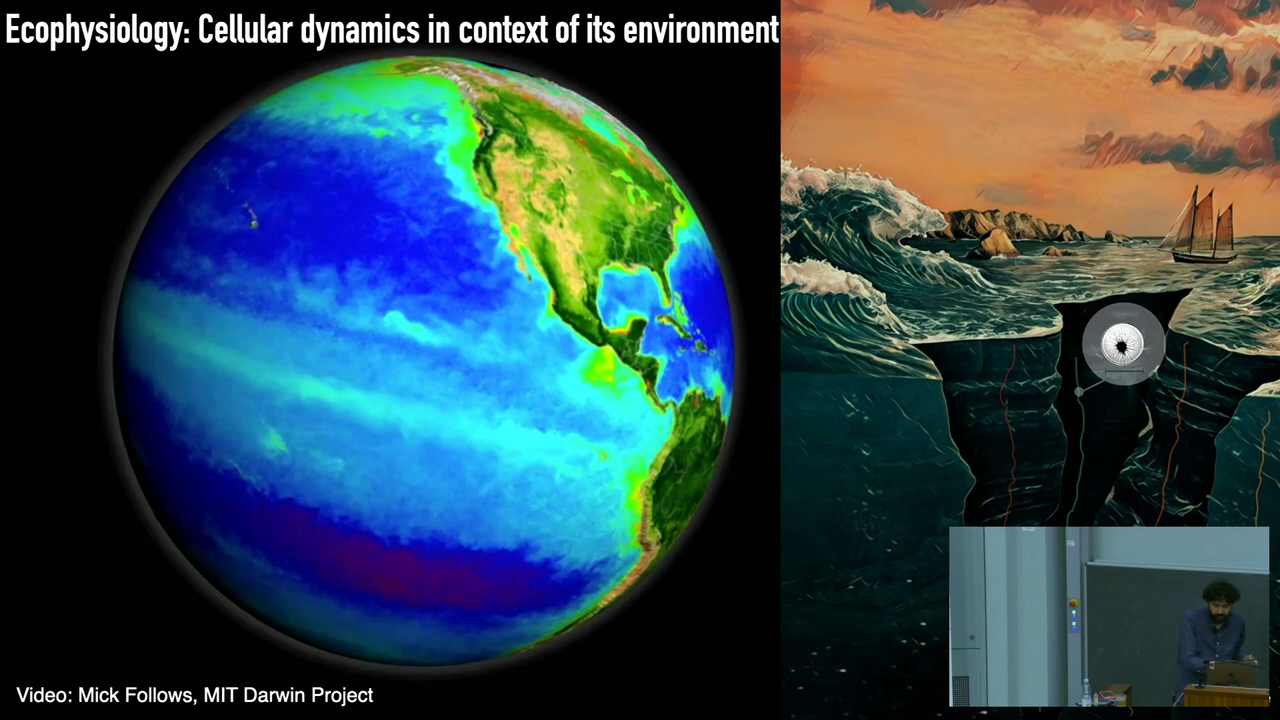 Ecophysiology: Cellular dynamics in context of its environment
Video: Mick Follows, MIT Darwin Project